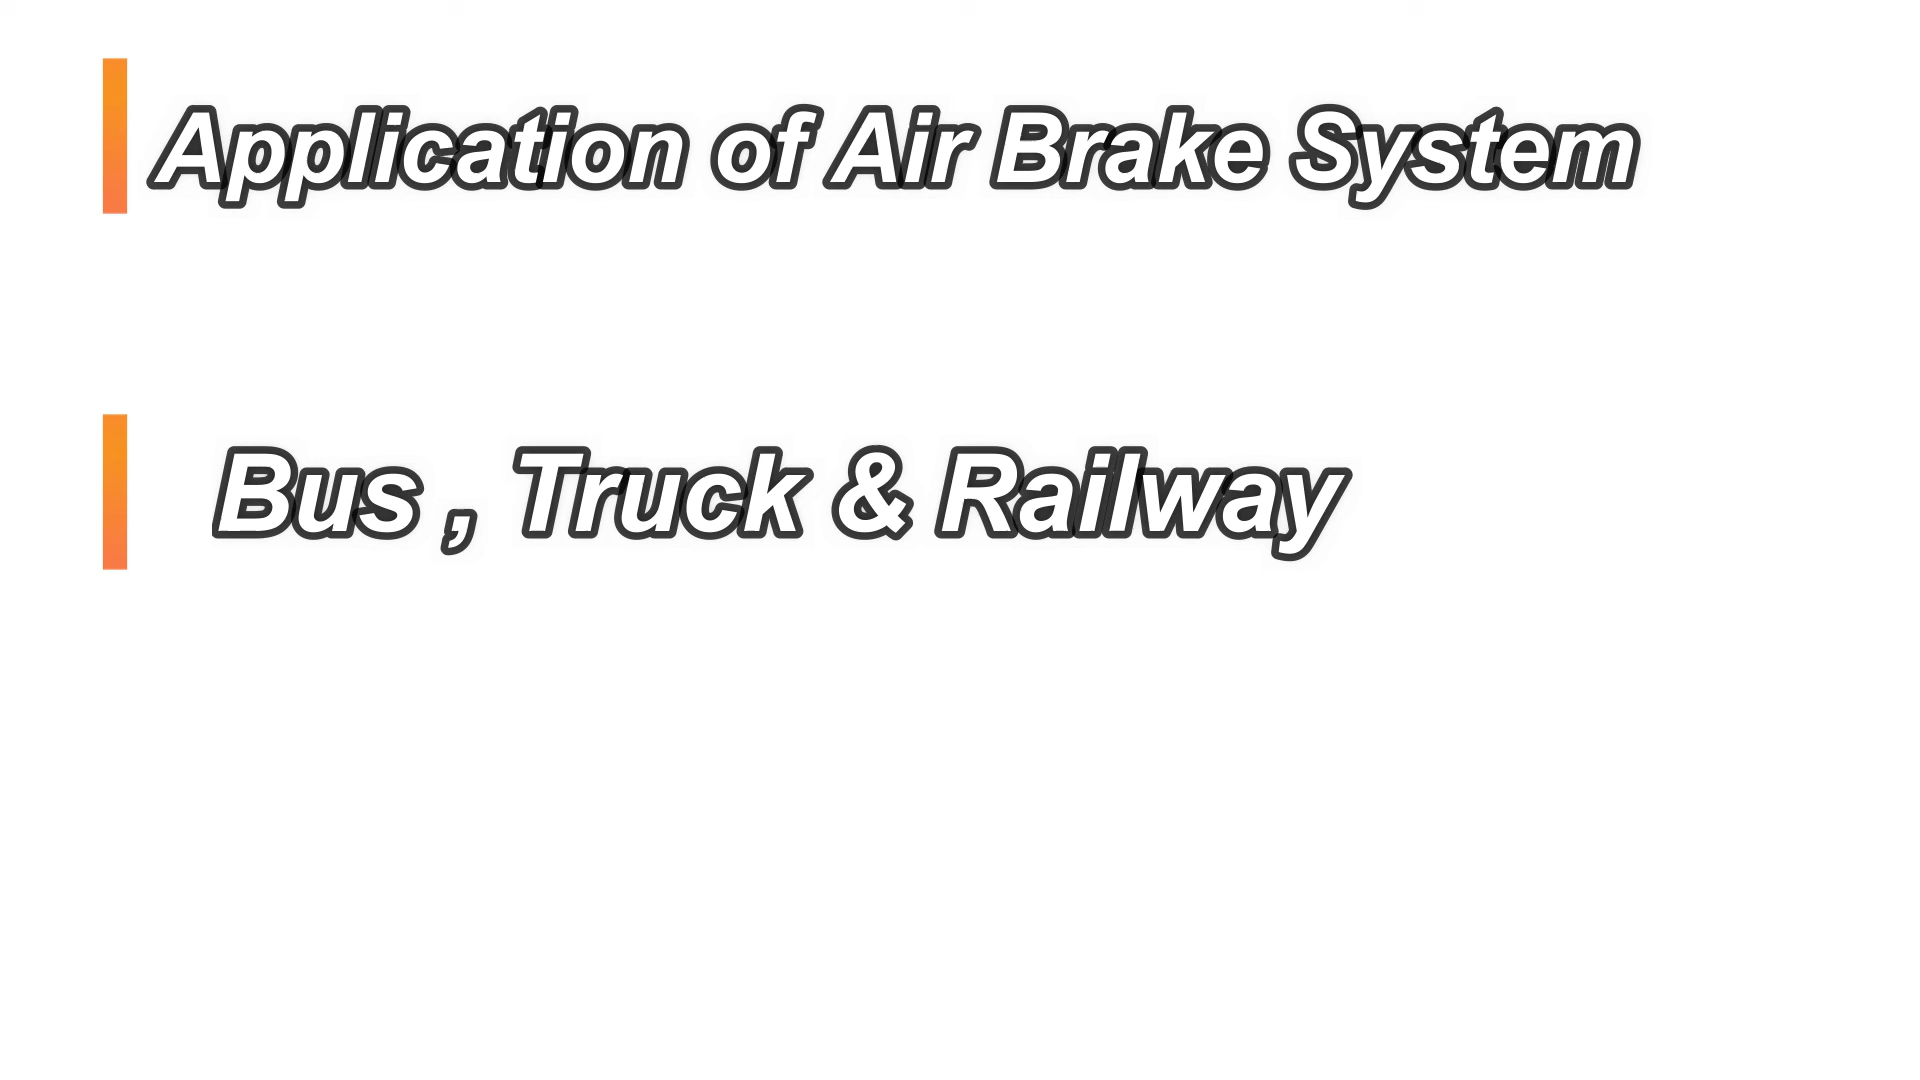 Application of Air Brake System
Bus , Truck & Railway